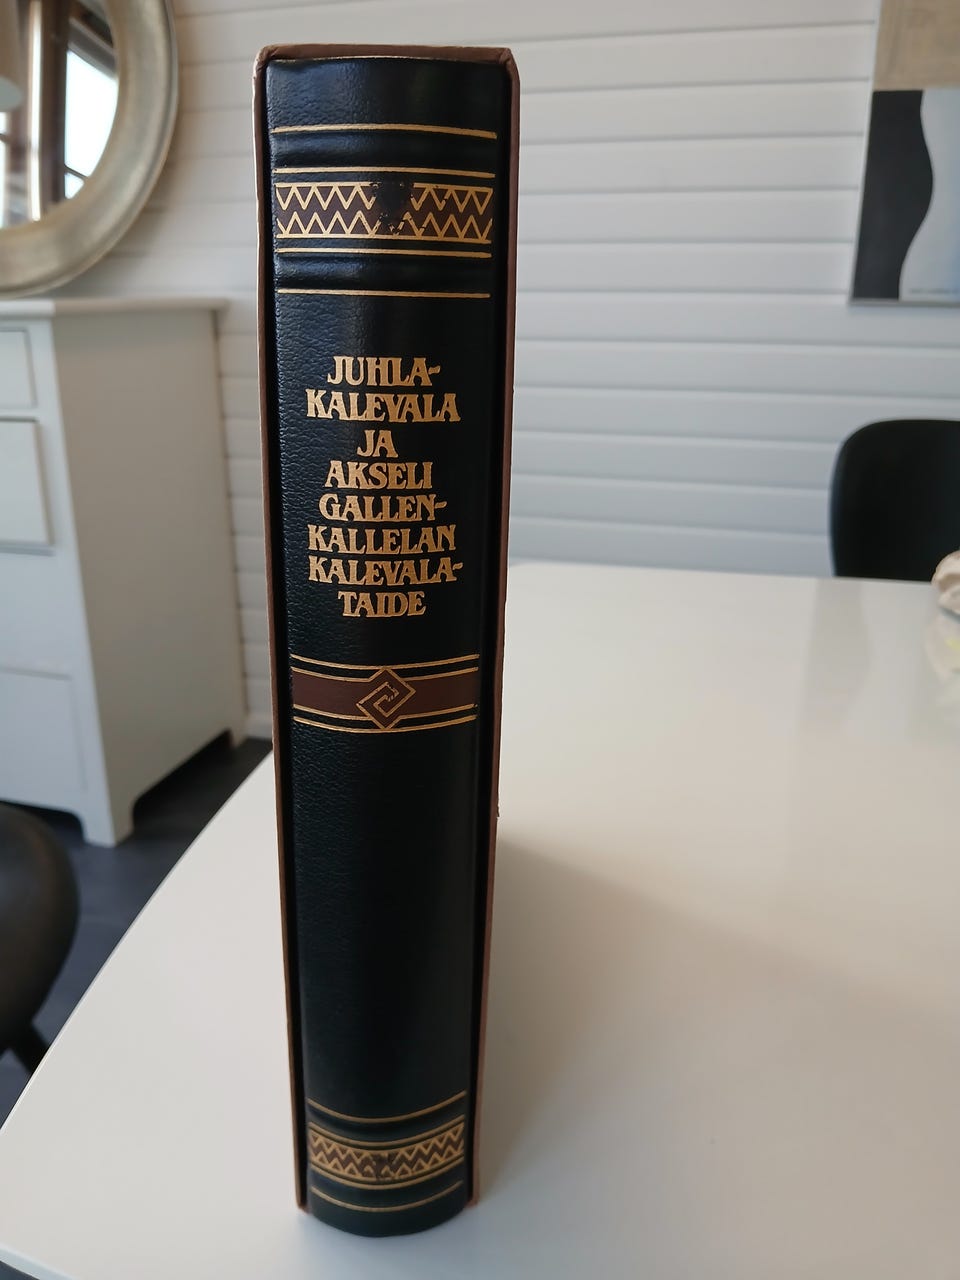 JUHLA-
KALEVALA
JA
AKSELI
GALLEN-
KALLELAN
KALEVALA-
TAIDE